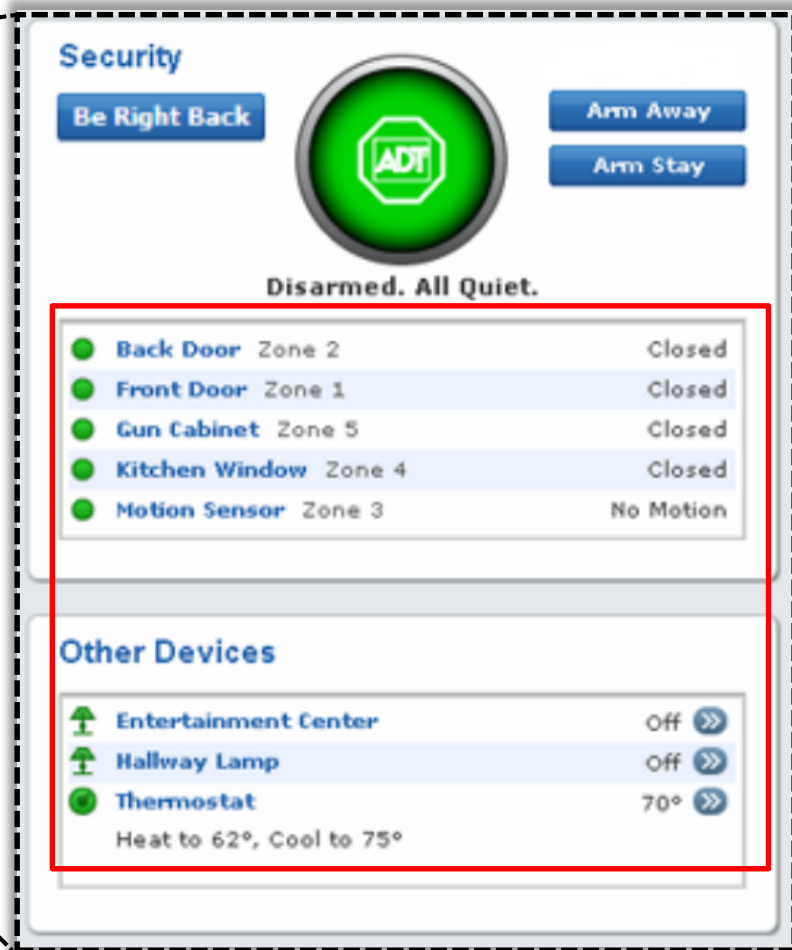 Security
Be Right Back
ADT
Arm Away
Arm Stay
Disarmed. All Quiet.
Back Door Zone 2 Closed
Front Door Zone 1 Closed
Gun Cabinet Zone 5 Closed
Kitchen Window Zone 4 Closed
Motion Sensor Zone 3 No Motion
Other Devices
Entertainment Center Off
Hallway Lamp Off
Thermostat 70°
Heat to 62°, Cool to 75°